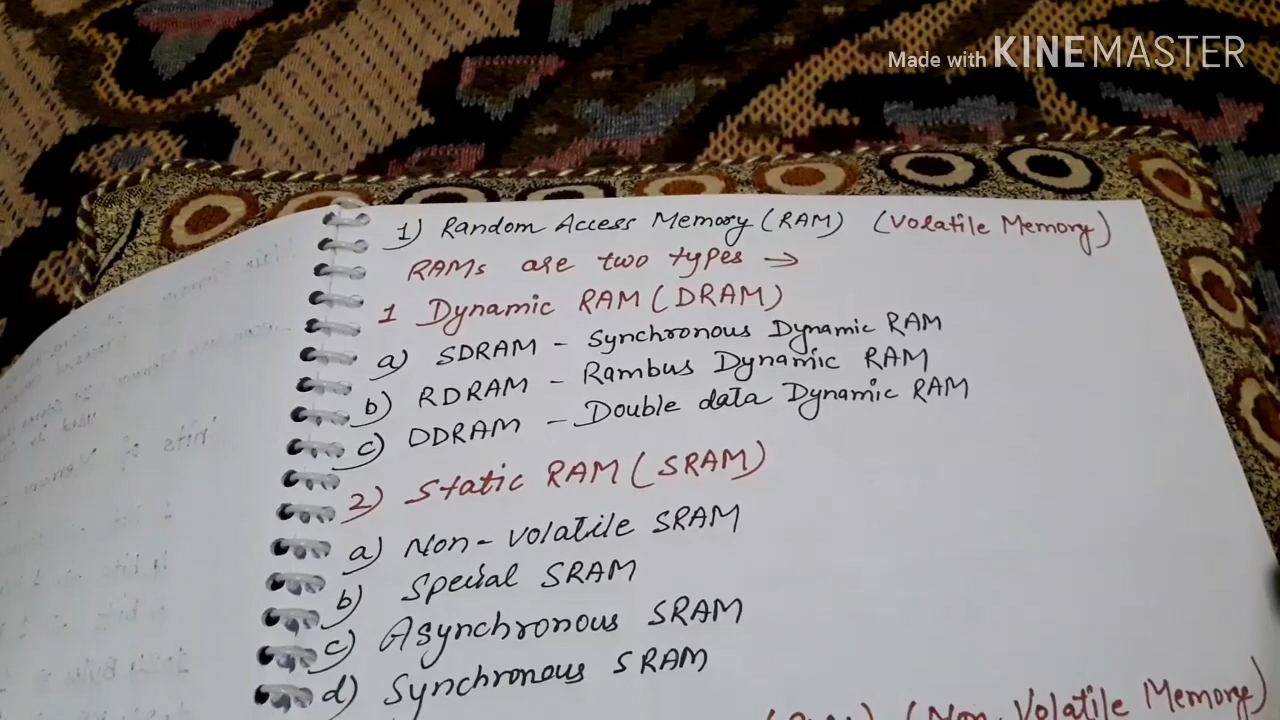 Made with KINEMASTER
1) Random Access Memory (RAM) (Volatile Memory)
RAMs are two types →
1 Dynamic RAM (DRAM)
a) SDRAM - Synchronous Dynamic RAM
b) RDRAM - Rambus Dynamic RAM
c) DDRAM - Double data Dynamic RAM
2) Static RAM (SRAM)
a) Non-volatile SRAM
b) Special SRAM
c) Asynchronous SRAM
d) Synchronous SRAM
(Non Volatile Memory)